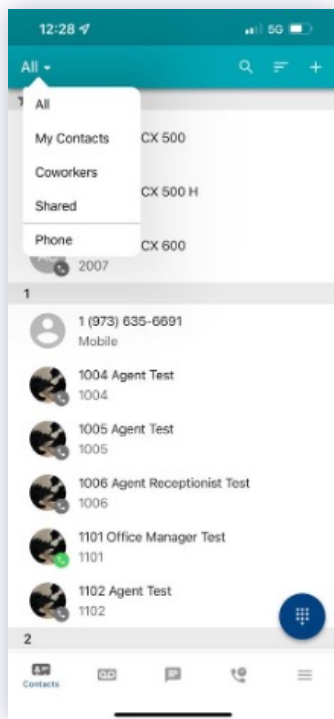 12:28
5G
All
All
My Contacts
CX 500
Coworkers
CX 500 H
Shared
Phone
CX 600
2007
1
1 (973) 635-6691
Mobile
1004 Agent Test
1004
1005 Agent Test
1005
1006 Agent Receptionist Test
1006
1101 Office Manager Test
1101
1102 Agent Test
1102
2
Contacts